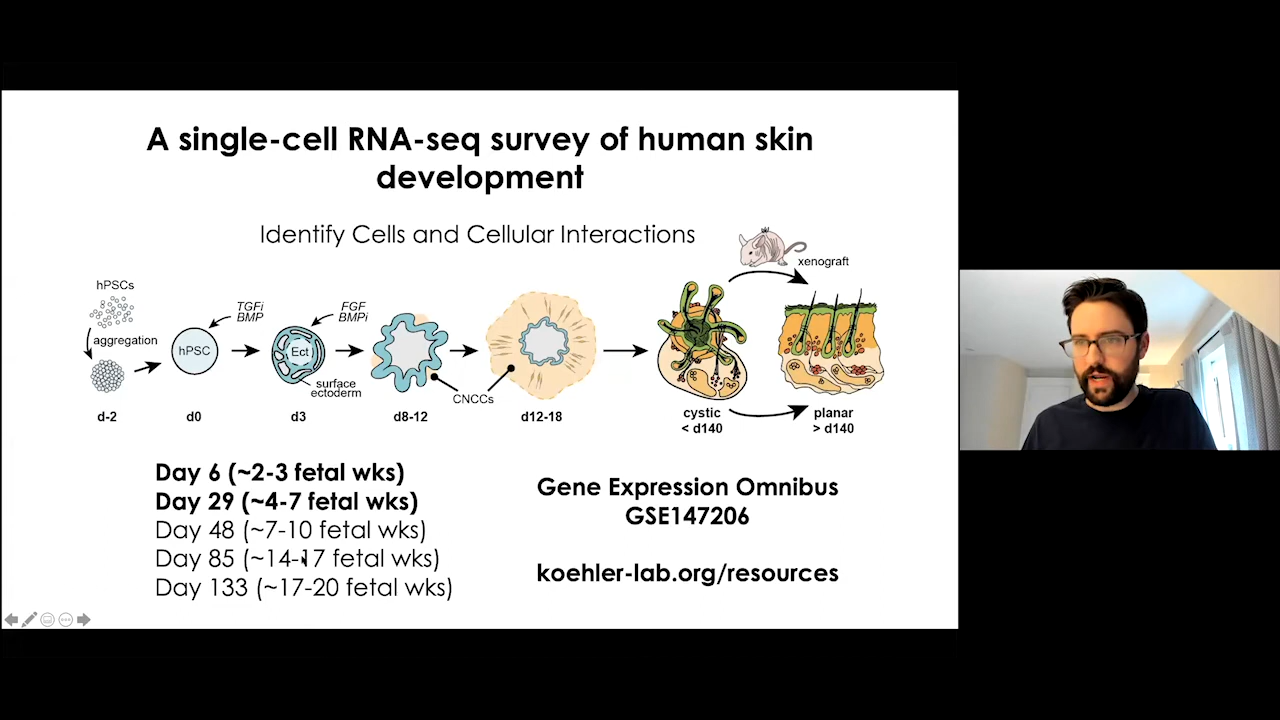 A single-cell RNA-seq survey of human skin
development
Identify Cells and Cellular Interactions
xenograft
hPSCs
aggregation
TGFi
BMP
FGF
BMPi
hPSC
Ect
surface
ectoderm
CNCCs
d-2
d0
d3
d8-12
d12-18
cystic
< d140
planar
> d140
Day 6 (~2-3 fetal wks)
Day 29 (~4-7 fetal wks)
Day 48 (~7-10 fetal wks)
Day 85 (~14-17 fetal wks)
Day 133 (~17-20 fetal wks)
Gene Expression Omnibus
GSE147206
koehler-lab.org/resources